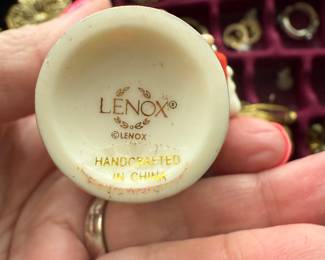 LENOX®
©LENOX
HANDCRAFTED
IN CHINA